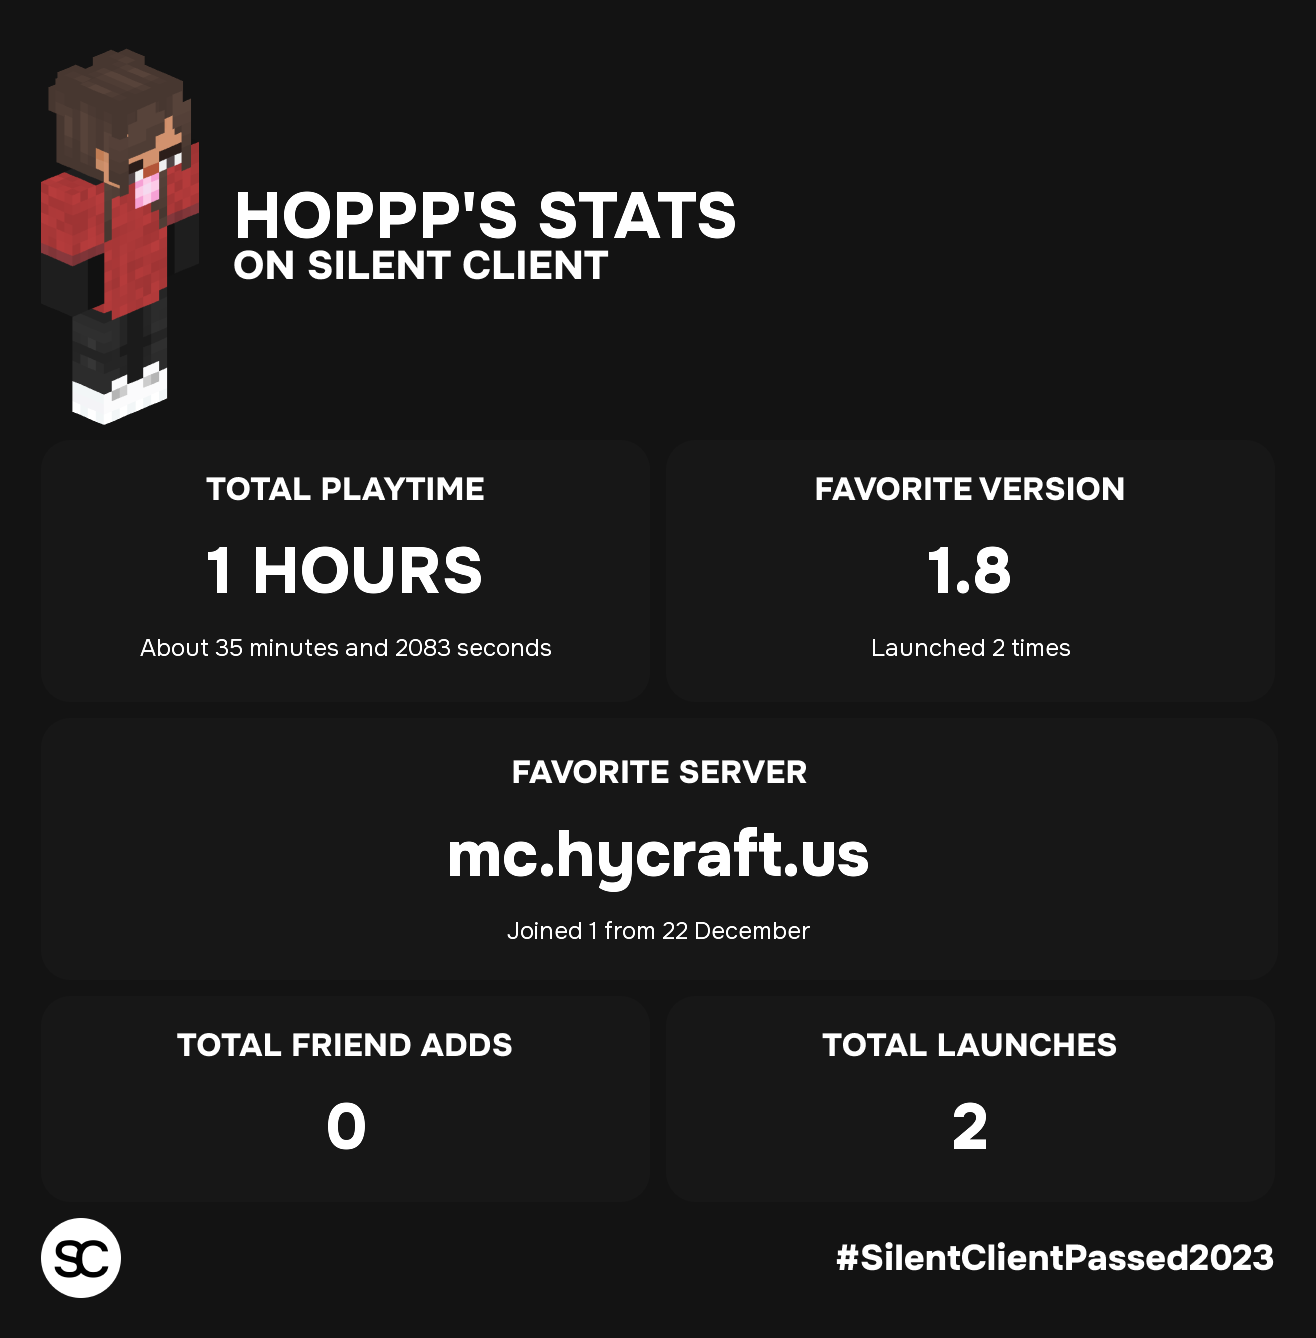 HOPPP'S STATS
ON SILENT CLIENT
TOTAL PLAYTIME
1 HOURS
About 35 minutes and 2083 seconds
FAVORITE VERSION
1.8
Launched 2 times
FAVORITE SERVER
mc.hycraft.us
Joined 1 from 22 December
TOTAL FRIEND ADDS
0
TOTAL LAUNCHES
2
SC
#SilentClientPassed2023